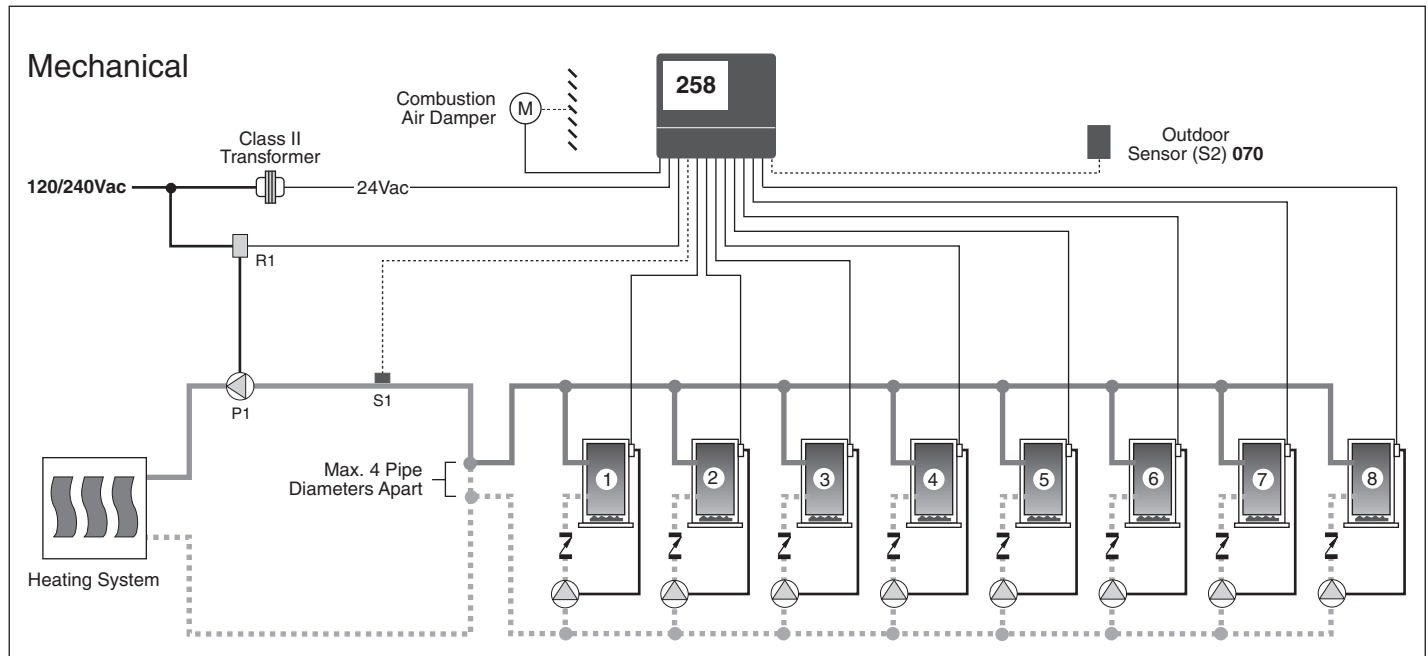 Mechanical
258
Combustion
Air Damper
M
Outdoor
Sensor (S2) 070
Class II
Transformer
120/240Vac
24Vac
R1
P1
S1
Max. 4 Pipe
Diameters Apart
1
2
3
4
5
6
7
8
Heating System